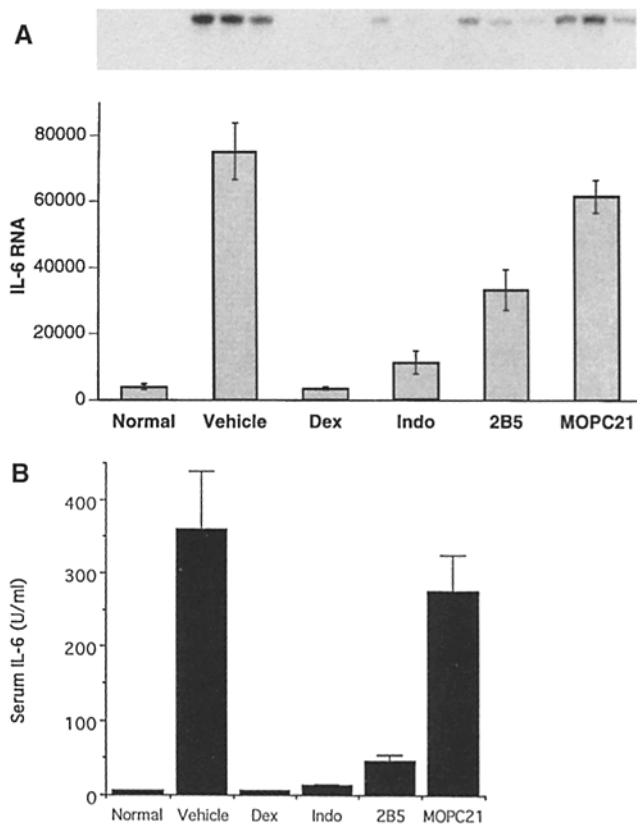 A
80000
60000
40000
20000
0
IL-6 RNA
Normal Vehicle Dex Indo 2B5 MOPC21
B
400
300
200
100
0
Serum IL-6 (U/ml)
Normal Vehicle Dex Indo 2B5 MOPC21